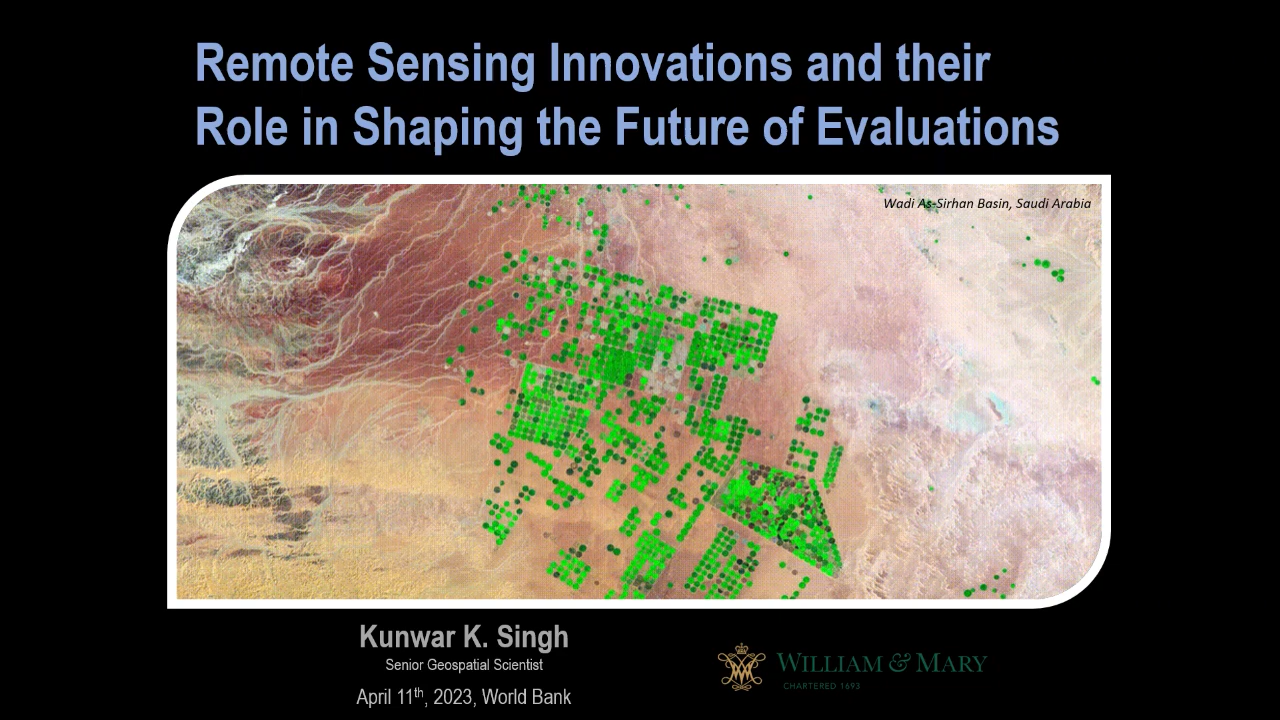 Remote Sensing Innovations and their
Role in Shaping the Future of Evaluations
Wadi As-Sirhan Basin, Saudi Arabia
Kunwar K. Singh
Senior Geospatial Scientist
April 11th, 2023, World Bank
WILLIAM & MARY
CHARTERED 1693